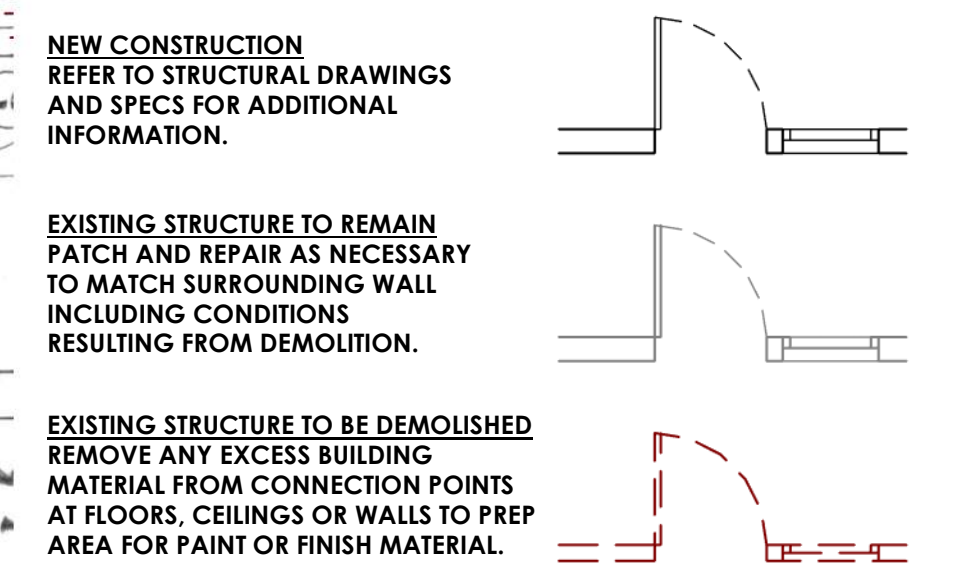 NEW CONSTRUCTION
REFER TO STRUCTURAL DRAWINGS
AND SPECS FOR ADDITIONAL
INFORMATION.
EXISTING STRUCTURE TO REMAIN
PATCH AND REPAIR AS NECESSARY
TO MATCH SURROUNDING WALL
INCLUDING CONDITIONS
RESULTING FROM DEMOLITION.
EXISTING STRUCTURE TO BE DEMOLISHED
REMOVE ANY EXCESS BUILDING
MATERIAL FROM CONNECTION POINTS
AT FLOORS, CEILINGS OR WALLS TO PREP
AREA FOR PAINT OR FINISH MATERIAL.